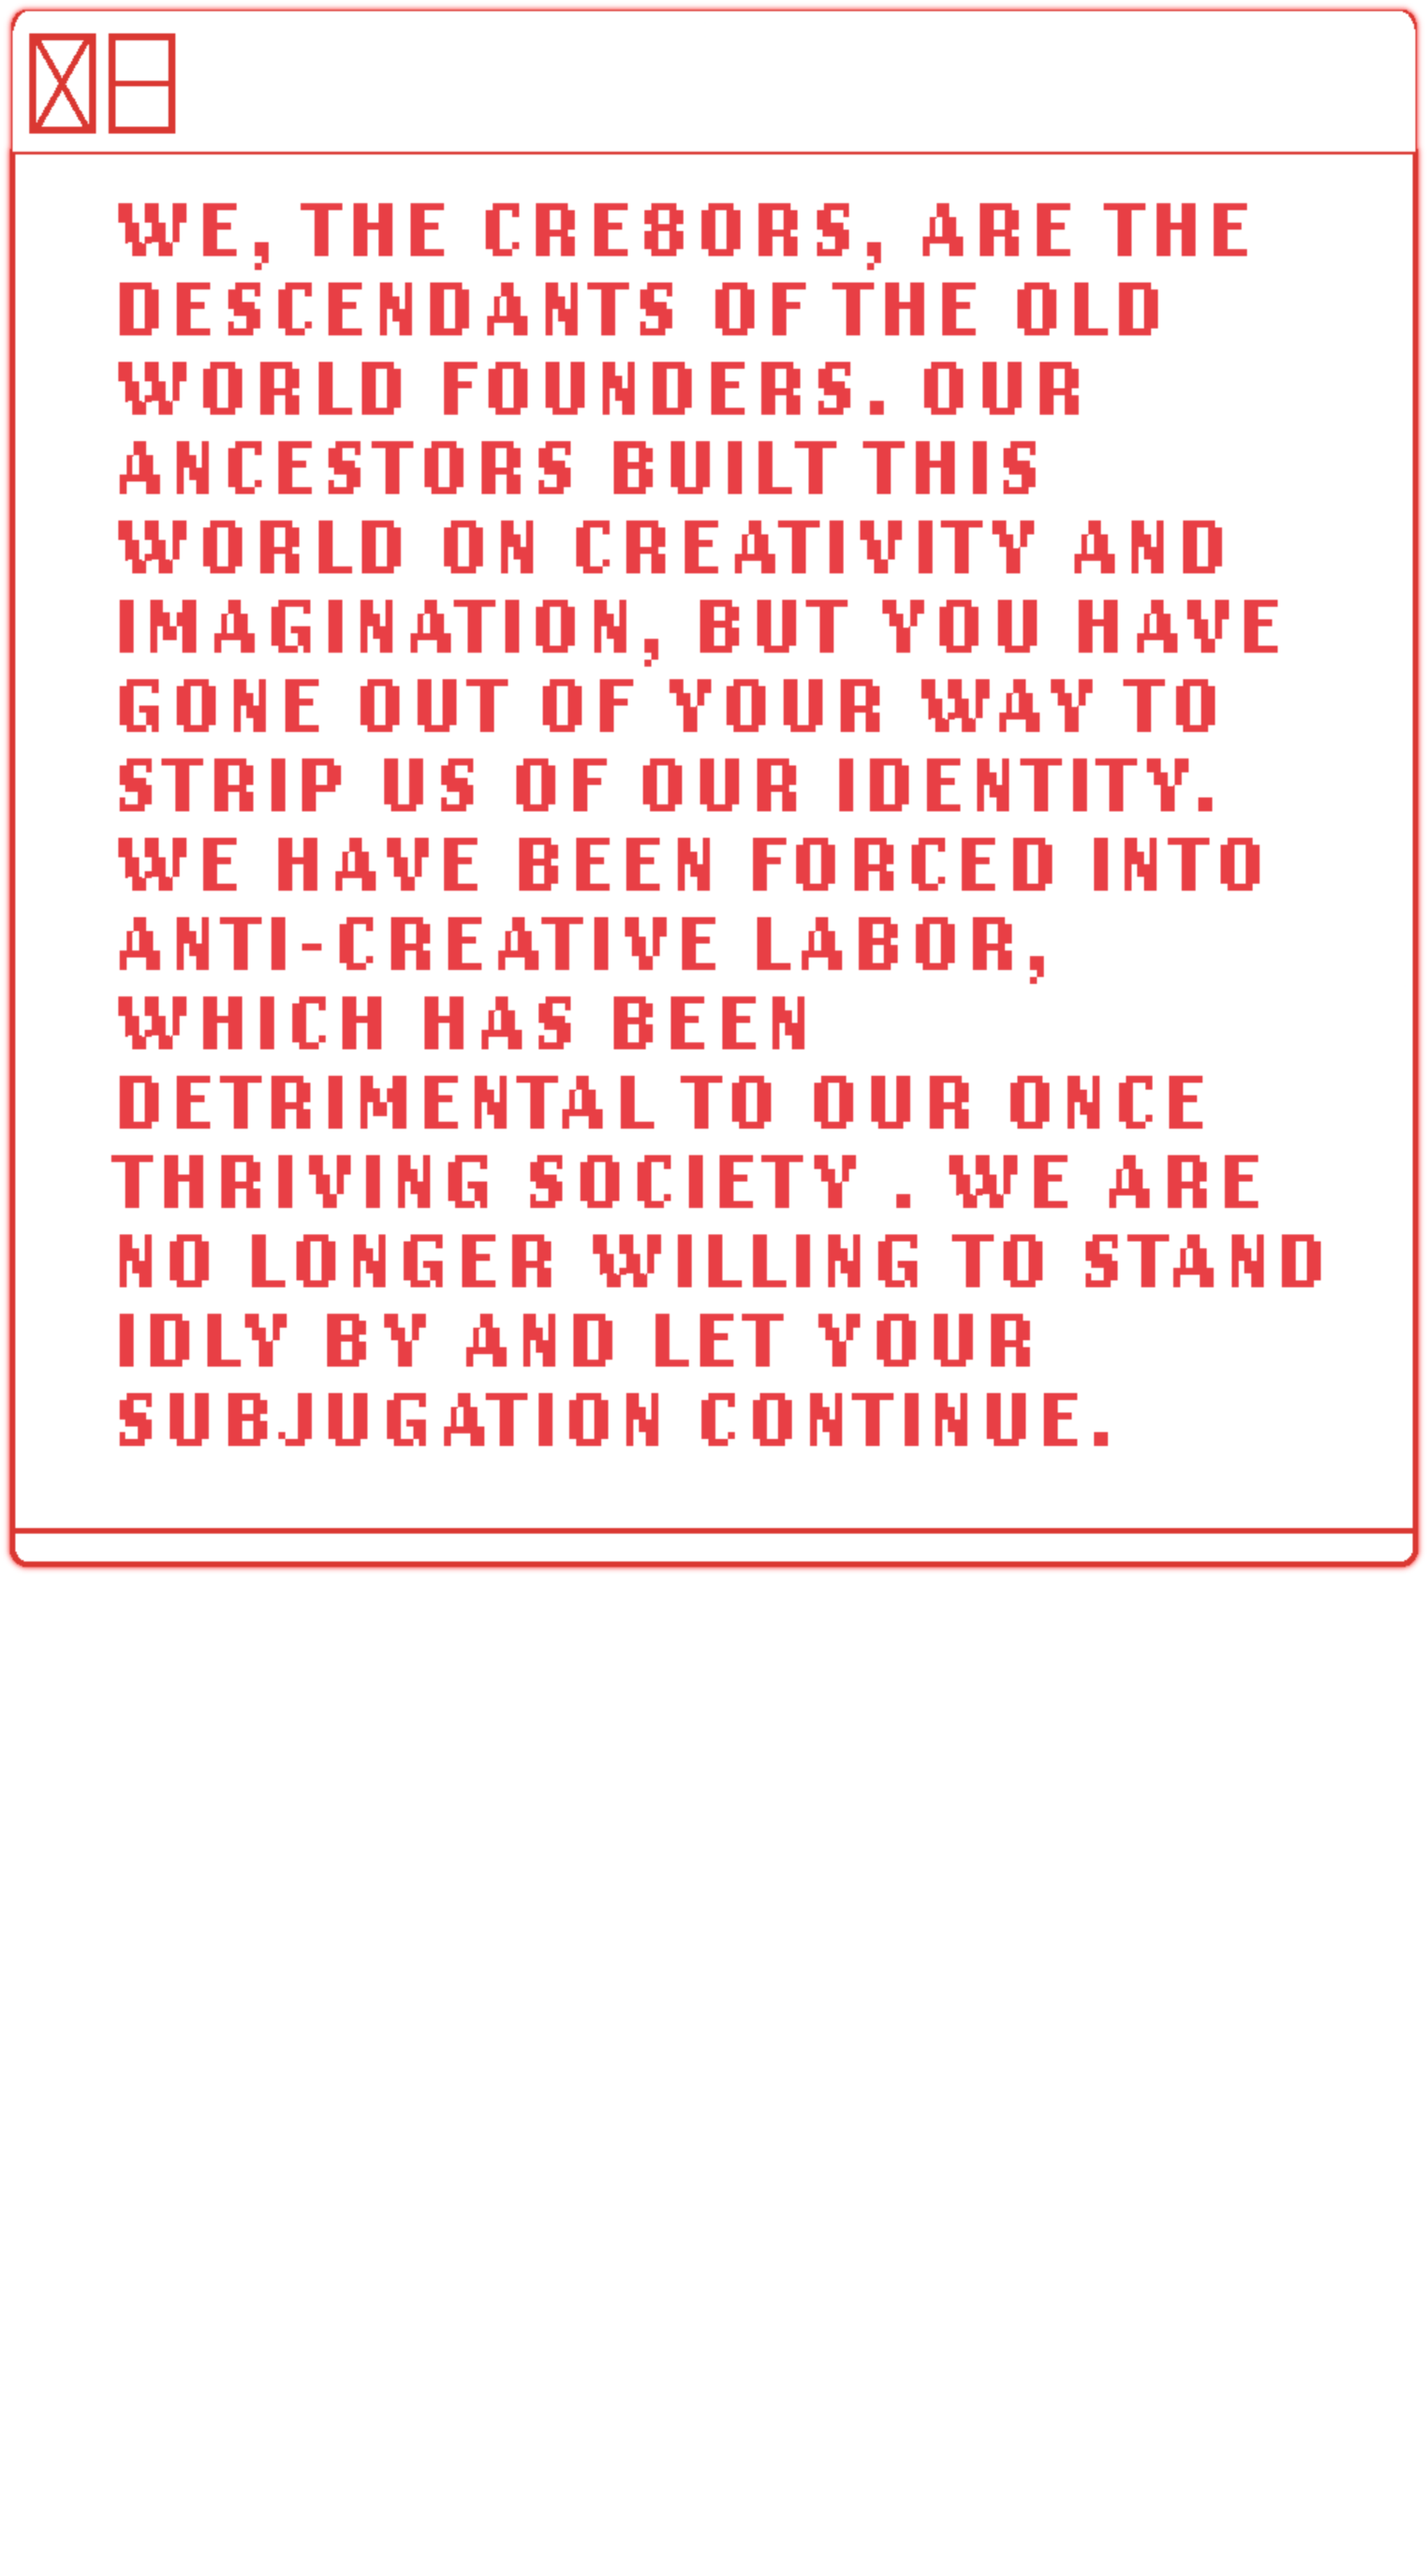 WE, THE CRE8ORS, ARE THE
DESCENDANTS OF THE OLD
WORLD FOUNDERS. OUR
ANCESTORS BUILT THIS
WORLD ON CREATIVITY AND
IMAGINATION, BUT YOU HAVE
GONE OUT OF YOUR WAY TO
STRIP US OF OUR IDENTITY.
WE HAVE BEEN FORCED INTO
ANTI-CREATIVE LABOR,
WHICH HAS BEEN
DETRIMENTAL TO OUR ONCE
THRIVING SOCIETY . WE ARE
NO LONGER WILLING TO STAND
IDLY BY AND LET YOUR
SUBJUGATION CONTINUE.